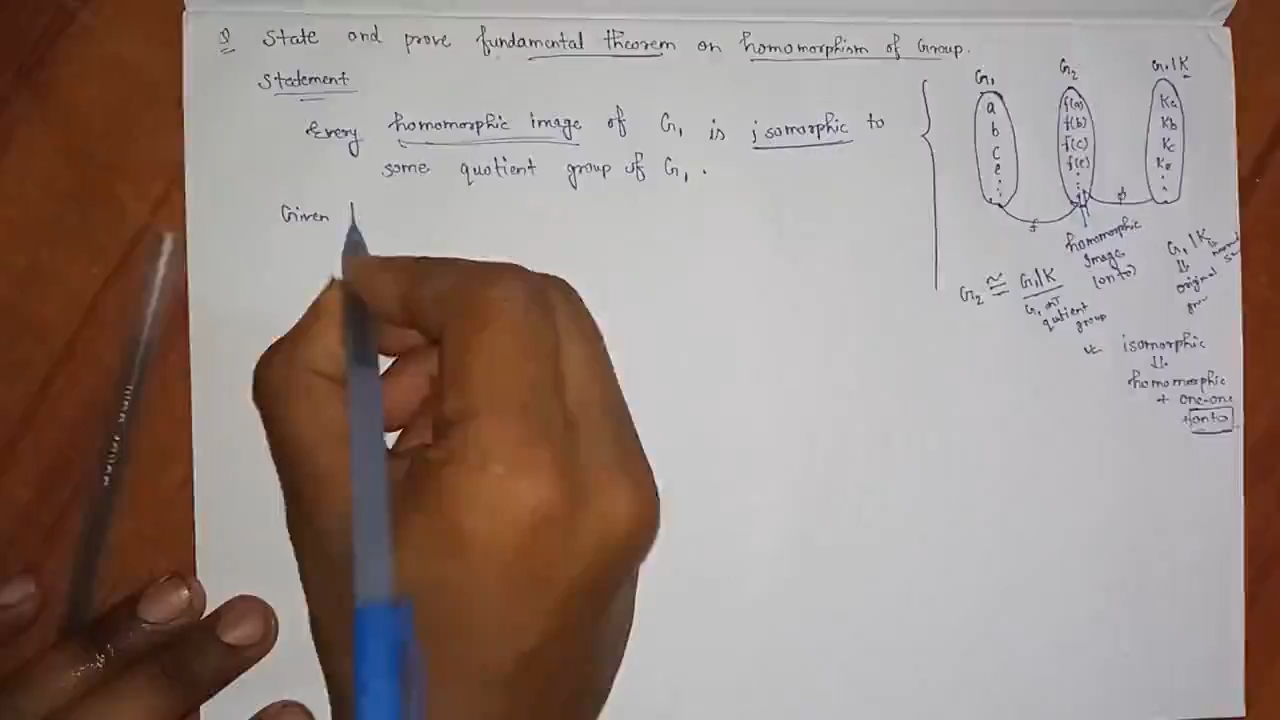 Q State and prove fundamental theorem on homomorphism of Group.
Statement
Every homomorphic image of G1 is isomorphic to
some quotient group of G1.
Given
G1 G2 G1/K
a f(a) Ka
b f(b) Kb
c f(c) Kc
e f(e) Ke
f φ
homomorphic
image
(onto)
G1/K
original
G2 ≅ G1/K
quotient
group
isomorphic
⇓
homomorphic
+ one-one
+onto